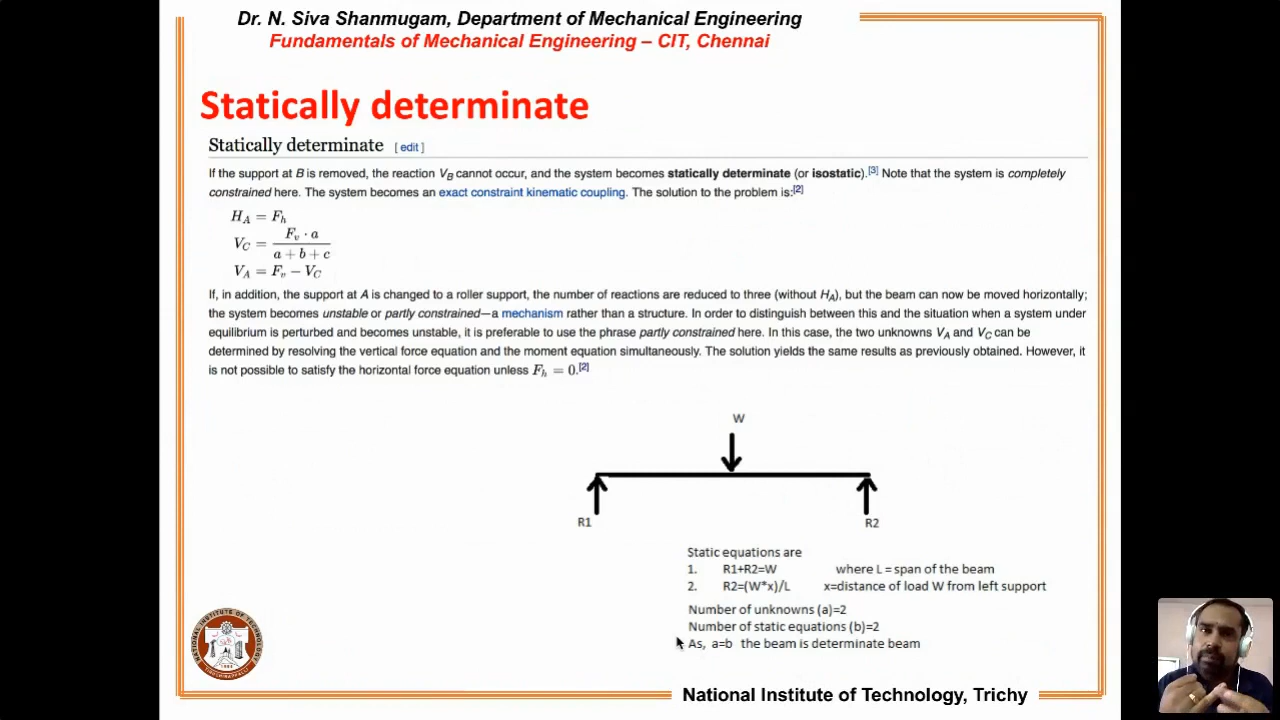 Dr. N. Siva Shanmugam, Department of Mechanical Engineering
Fundamentals of Mechanical Engineering – CIT, Chennai
Statically determinate
Statically determinate [ edit ]
If the support at B is removed, the reaction V_B cannot occur, and the system becomes statically determinate (or isostatic).[3] Note that the system is completely
constrained here. The system becomes an exact constraint kinematic coupling. The solution to the problem is:[2]
H_A = F_h
V_C = F_v · a / a + b + c
V_A = F_v − V_C
If, in addition, the support at A is changed to a roller support, the number of reactions are reduced to three (without H_A), but the beam can now be moved horizontally;
the system becomes unstable or partly constrained—a mechanism rather than a structure. In order to distinguish between this and the situation when a system under
equilibrium is perturbed and becomes unstable, it is preferable to use the phrase partly constrained here. In this case, the two unknowns V_A and V_C can be
determined by resolving the vertical force equation and the moment equation simultaneously. The solution yields the same results as previously obtained. However, it
is not possible to satisfy the horizontal force equation unless F_h = 0.[2]
W
R1
R2
Static equations are
1. R1+R2=W where L = span of the beam
2. R2=(W*x)/L x=distance of load W from left support
Number of unknowns (a)=2
Number of static equations (b)=2
As, a=b the beam is determinate beam
National Institute of Technology, Trichy